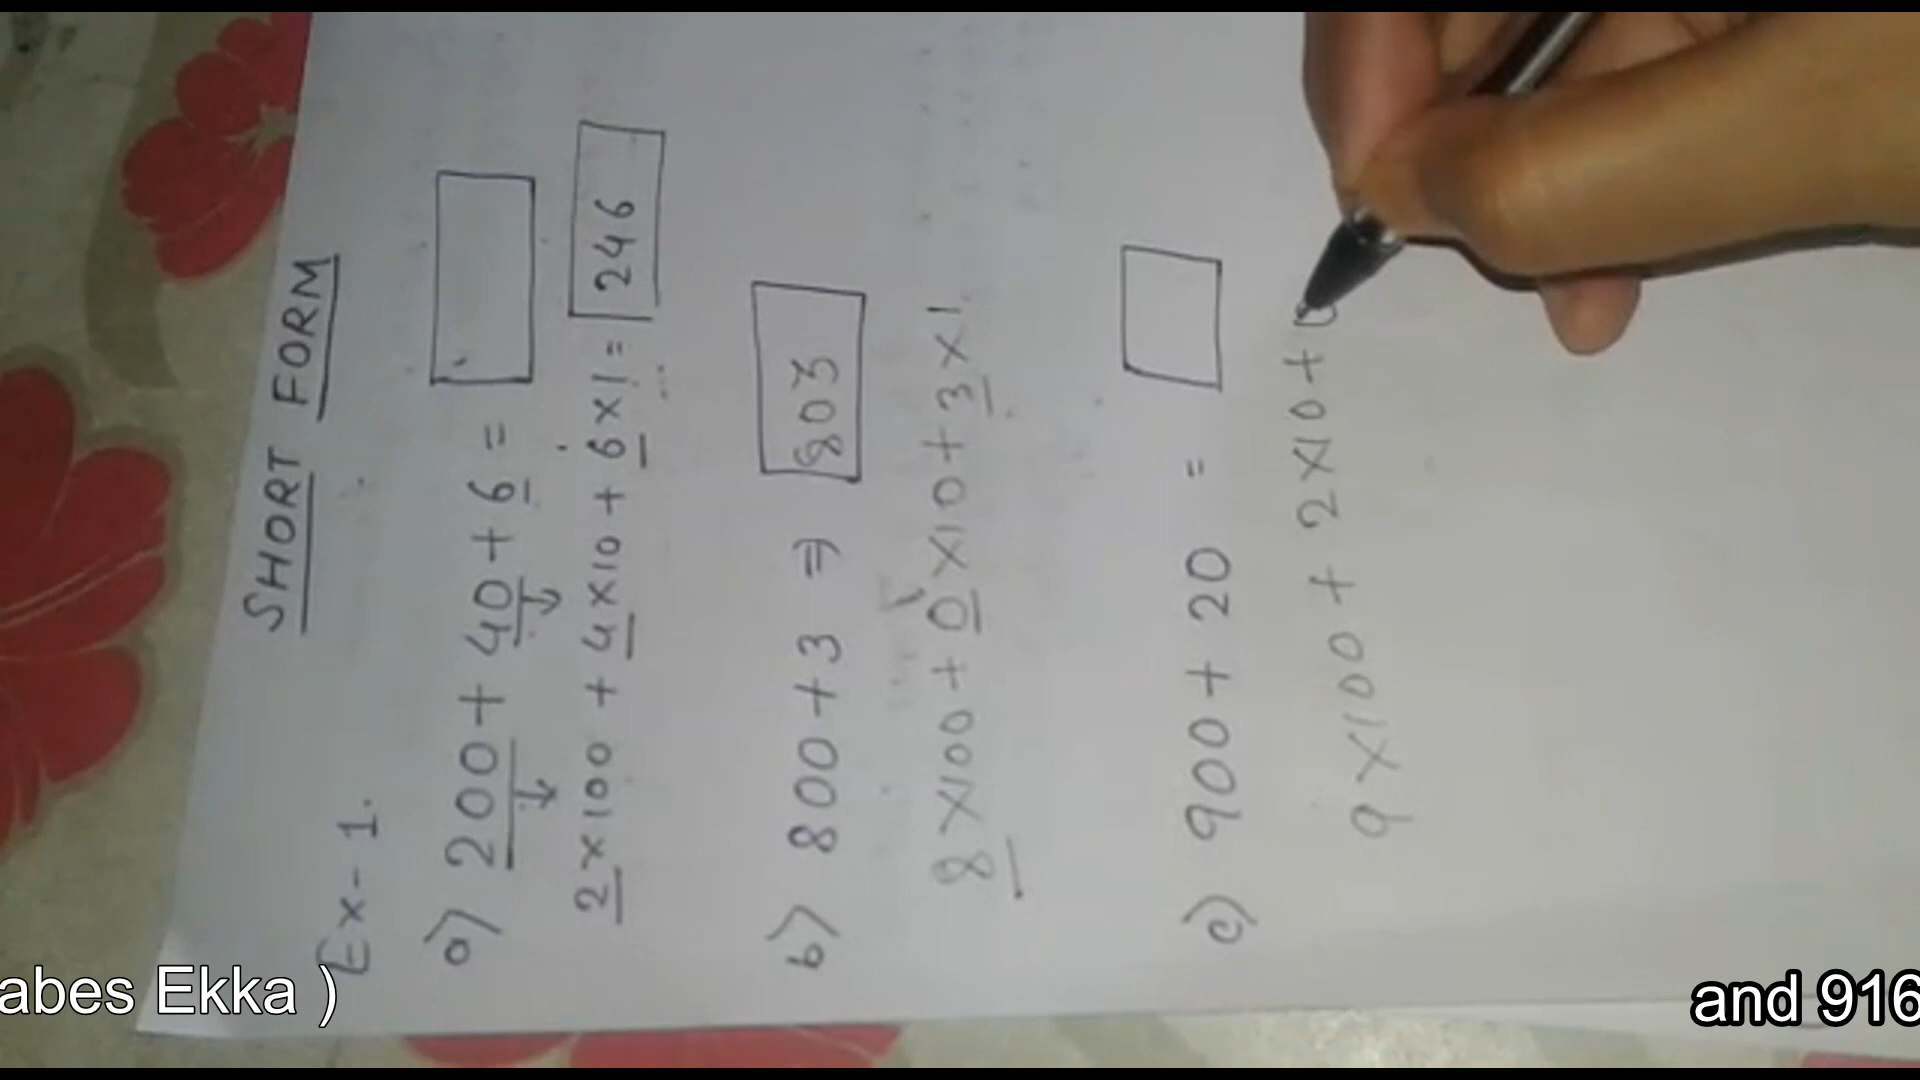 SHORT FORM
Ex- 1.
a) 200 + 40 + 6 =
2 x 100 + 4 x 10 + 6 x 1 = 246
b) 800 + 3 ⇒ 803
8 x 100 + 0 x 10 + 3 x 1
c) 900 + 20 =
9 x 100 + 2 x 10 + 0
abes Ekka )
and 916